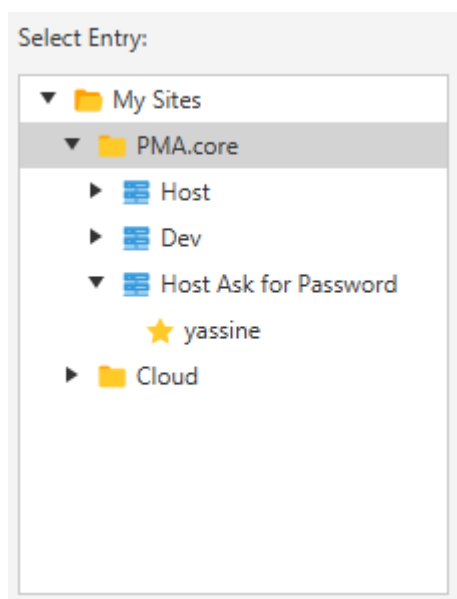 Select Entry:
My Sites
PMA.core
Host
Dev
Host Ask for Password
yassine
Cloud